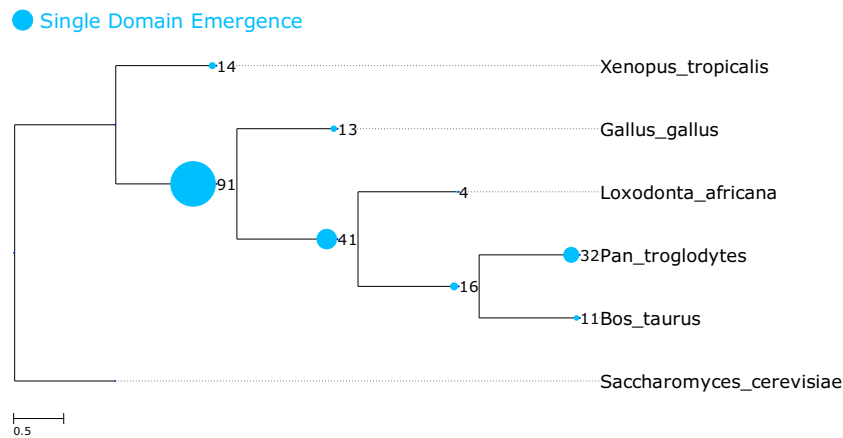 Single Domain Emergence
14 Xenopus_tropicalis
13 Gallus_gallus
91
4 Loxodonta_africana
41
32 Pan_troglodytes
16
11 Bos_taurus
Saccharomyces_cerevisiae
0.5